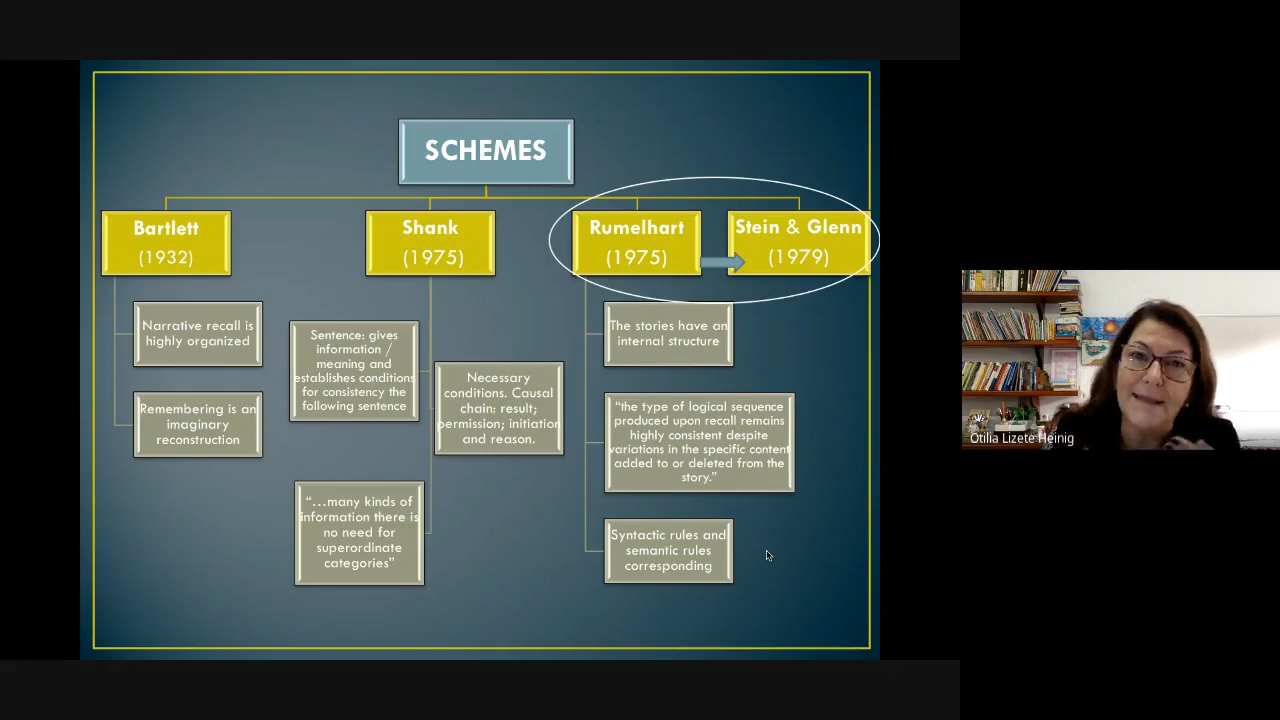 SCHEMES
Bartlett
(1932)
Narrative recall is
highly organized
Remembering is an
imaginary
reconstruction
Shank
(1975)
Sentence: gives
information /
meaning and
establishes conditions
for consistency the
following sentence
Necessary
conditions. Causal
chain: result;
permission; initiation
and reason.
“…many kinds of
information there is
no need for
superordinate
categories”
Rumelhart
(1975)
The stories have an
internal structure
“the type of logical sequence
produced upon recall remains
highly consistent despite
variations in the specific content
added to or deleted from the
story.”
Syntactic rules and
semantic rules
corresponding
Stein & Glenn
(1979)
Otilia Lizete Heinig